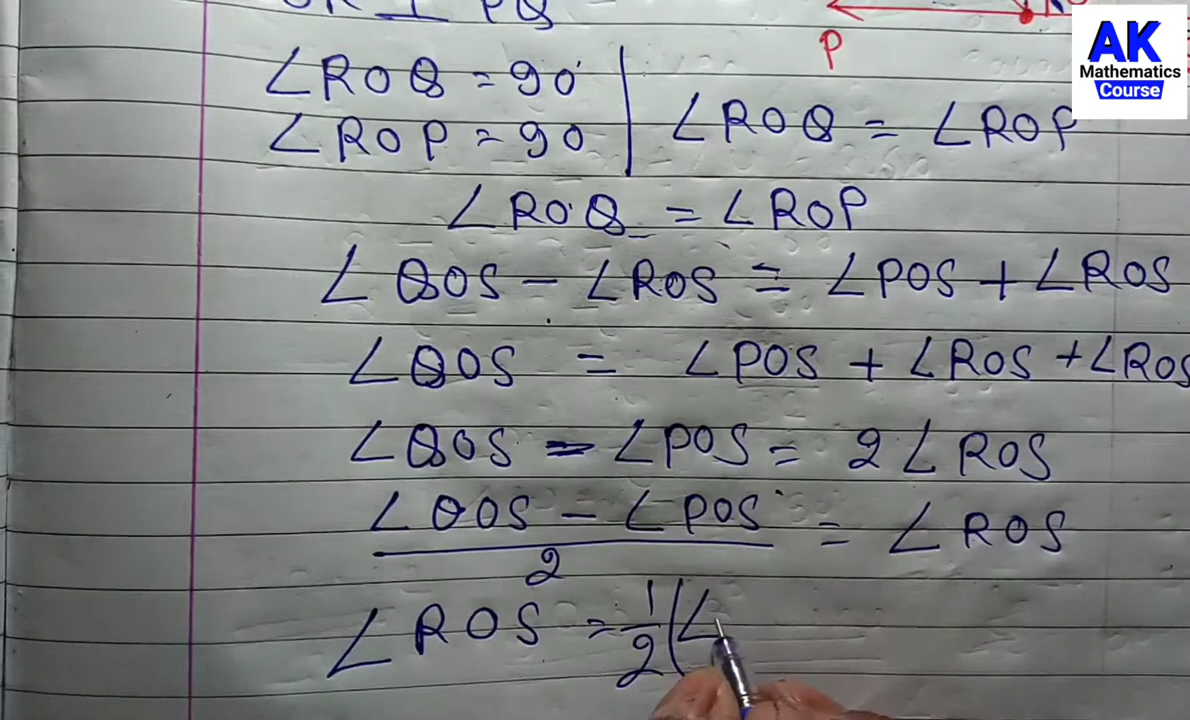 ⊥ PQ
P
AK
Mathematics
Course
∠ROQ = 90°
∠ROP = 90
∠ROQ = ∠ROP
∠ROQ = ∠ROP
∠QOS - ∠ROS = ∠POS + ∠ROS
∠QOS = ∠POS + ∠ROS + ∠ROS
∠QOS - ∠POS = 2∠ROS
∠QOS - ∠POS / 2 = ∠ROS
∠ROS = 1/2 (∠